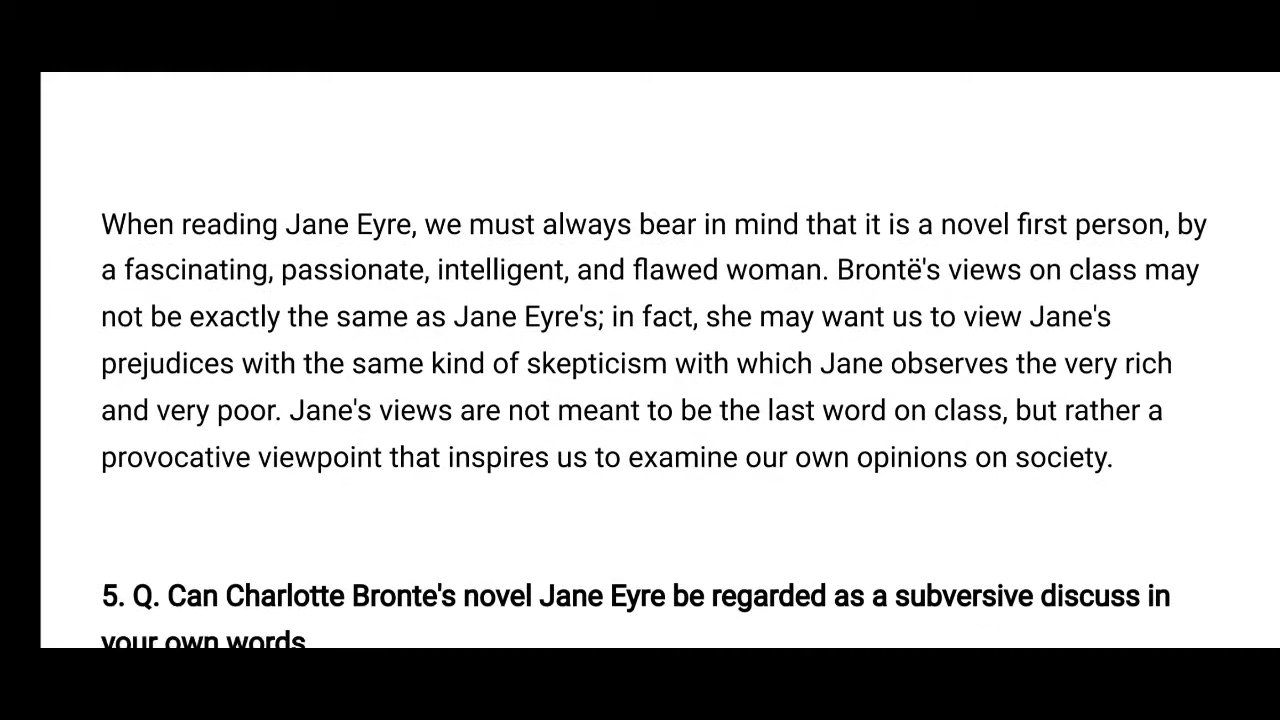 When reading Jane Eyre, we must always bear in mind that it is a novel first person, by
a fascinating, passionate, intelligent, and flawed woman. Brontë's views on class may
not be exactly the same as Jane Eyre's; in fact, she may want us to view Jane's
prejudices with the same kind of skepticism with which Jane observes the very rich
and very poor. Jane's views are not meant to be the last word on class, but rather a
provocative viewpoint that inspires us to examine our own opinions on society.
5. Q. Can Charlotte Bronte's novel Jane Eyre be regarded as a subversive discuss in
your own words